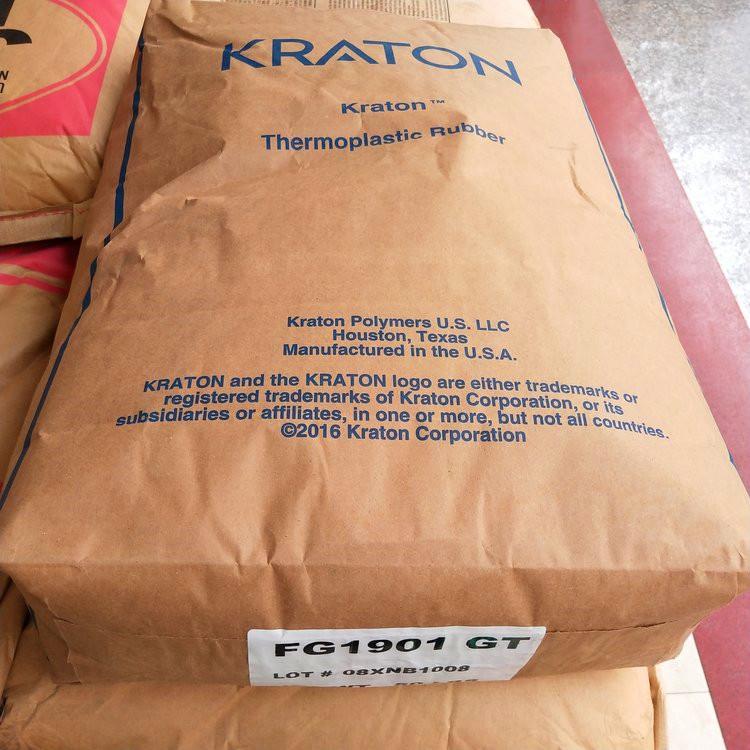 KRATON
Kraton™
Thermoplastic Rubber
Kraton Polymers U.S. LLC
Houston, Texas
Manufactured in the U.S.A.
KRATON and the KRATON logo are either trademarks or
registered trademarks of Kraton Corporation, or its
subsidiaries or affiliates, in one or more, but not all countries.
©2016 Kraton Corporation
FG1901 GT
LOT # 08XNB1008